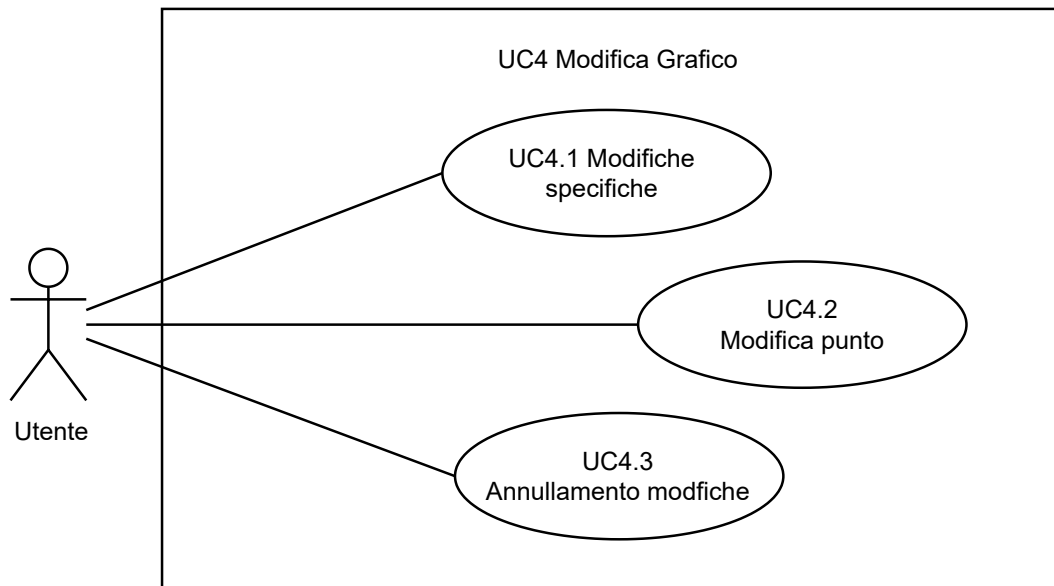 UC4 Modifica Grafico
UC4.1 Modifiche
specifiche
UC4.2
Modifica punto
Utente
UC4.3
Annullamento modfiche